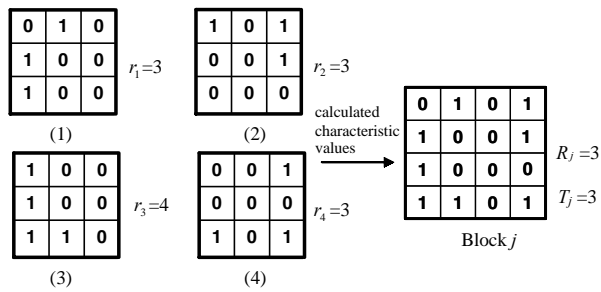 0 1 0
1 0 0
1 0 0
r1=3
(1)
1 0 1
0 0 1
0 0 0
r2=3
(2)
1 0 0
1 0 0
1 1 0
r3=4
(3)
0 0 1
0 0 0
1 0 1
r4=3
(4)
calculated
characteristic
values
0 1 0 1
1 0 0 1
1 0 0 0
1 1 0 1
Rj=3
Tj=3
Block j